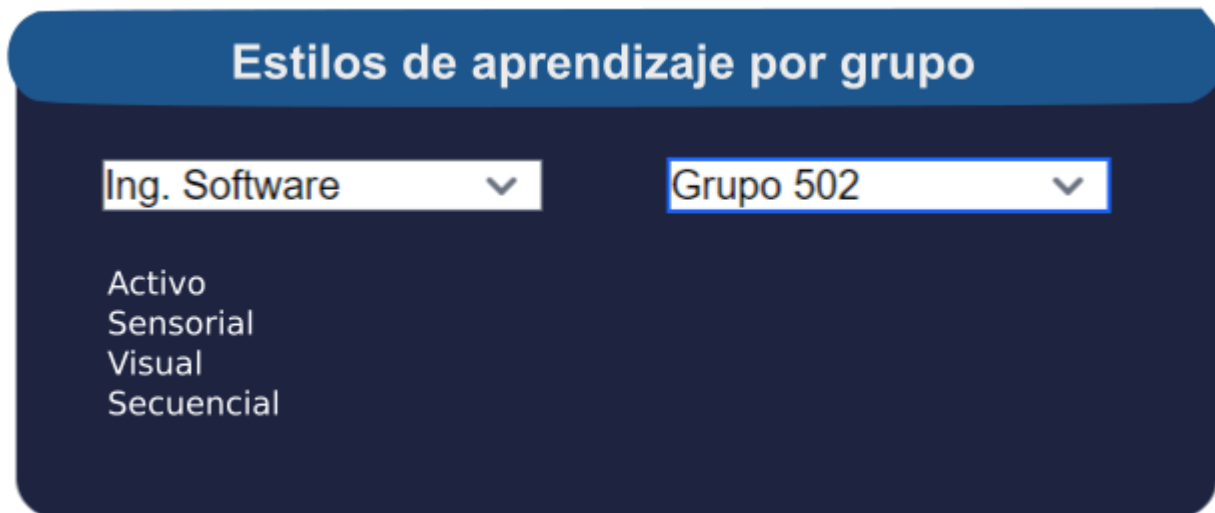 Estilos de aprendizaje por grupo
Ing. Software
Grupo 502
Activo
Sensorial
Visual
Secuencial